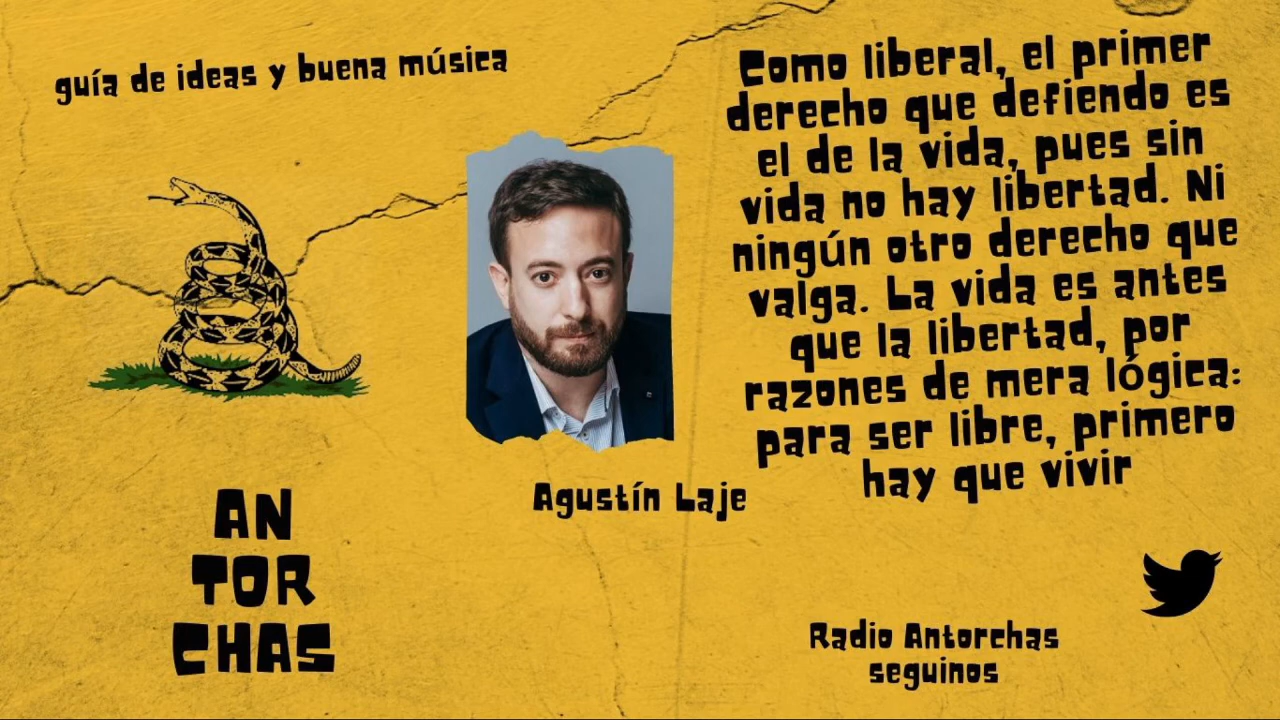 guía de ideas y buena música
Como liberal, el primer
derecho que defiendo es
el de la vida, pues sin
vida no hay libertad. Ni
ningún otro derecho que
valga. La vida es antes
que la libertad, por
razones de mera lógica:
para ser libre, primero
hay que vivir
Agustín Laje
AN
TOR
CHAS
Radio Antorchas
seguinos